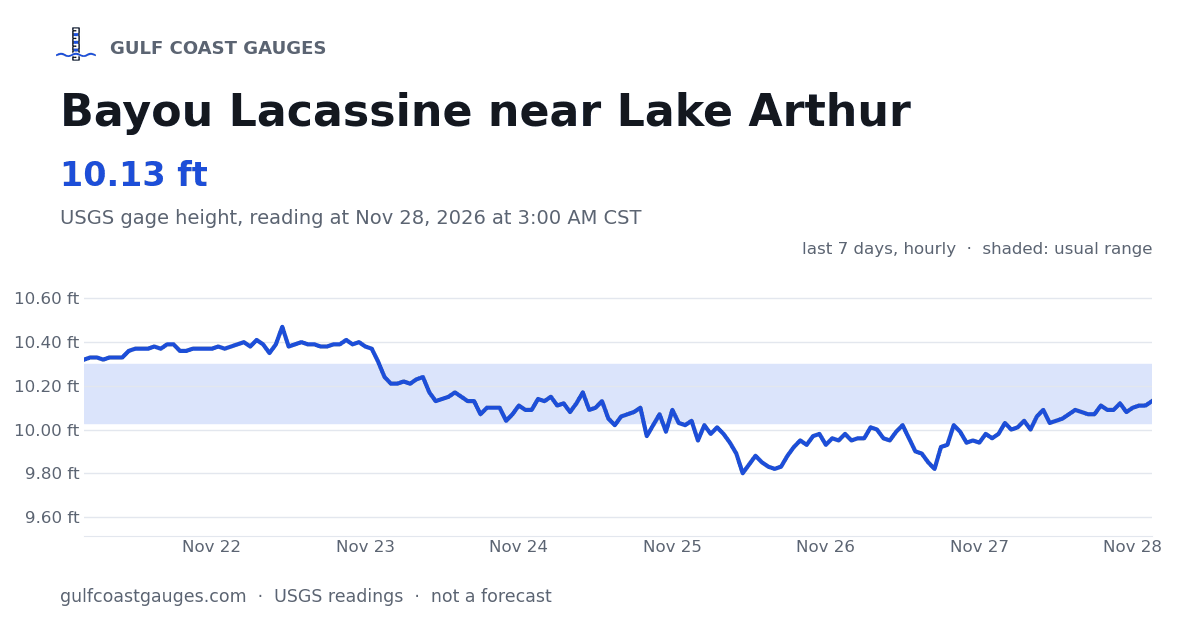 GULF COAST GAUGES
Bayou Lacassine near Lake Arthur
10.13 ft
USGS gage height, reading at Nov 28, 2026 at 3:00 AM CST
last 7 days, hourly · shaded: usual range
10.60 ft
10.40 ft
10.20 ft
10.00 ft
9.80 ft
9.60 ft
Nov 22 Nov 23 Nov 24 Nov 25 Nov 26 Nov 27 Nov 28
gulfcoastgauges.com · USGS readings · not a forecast